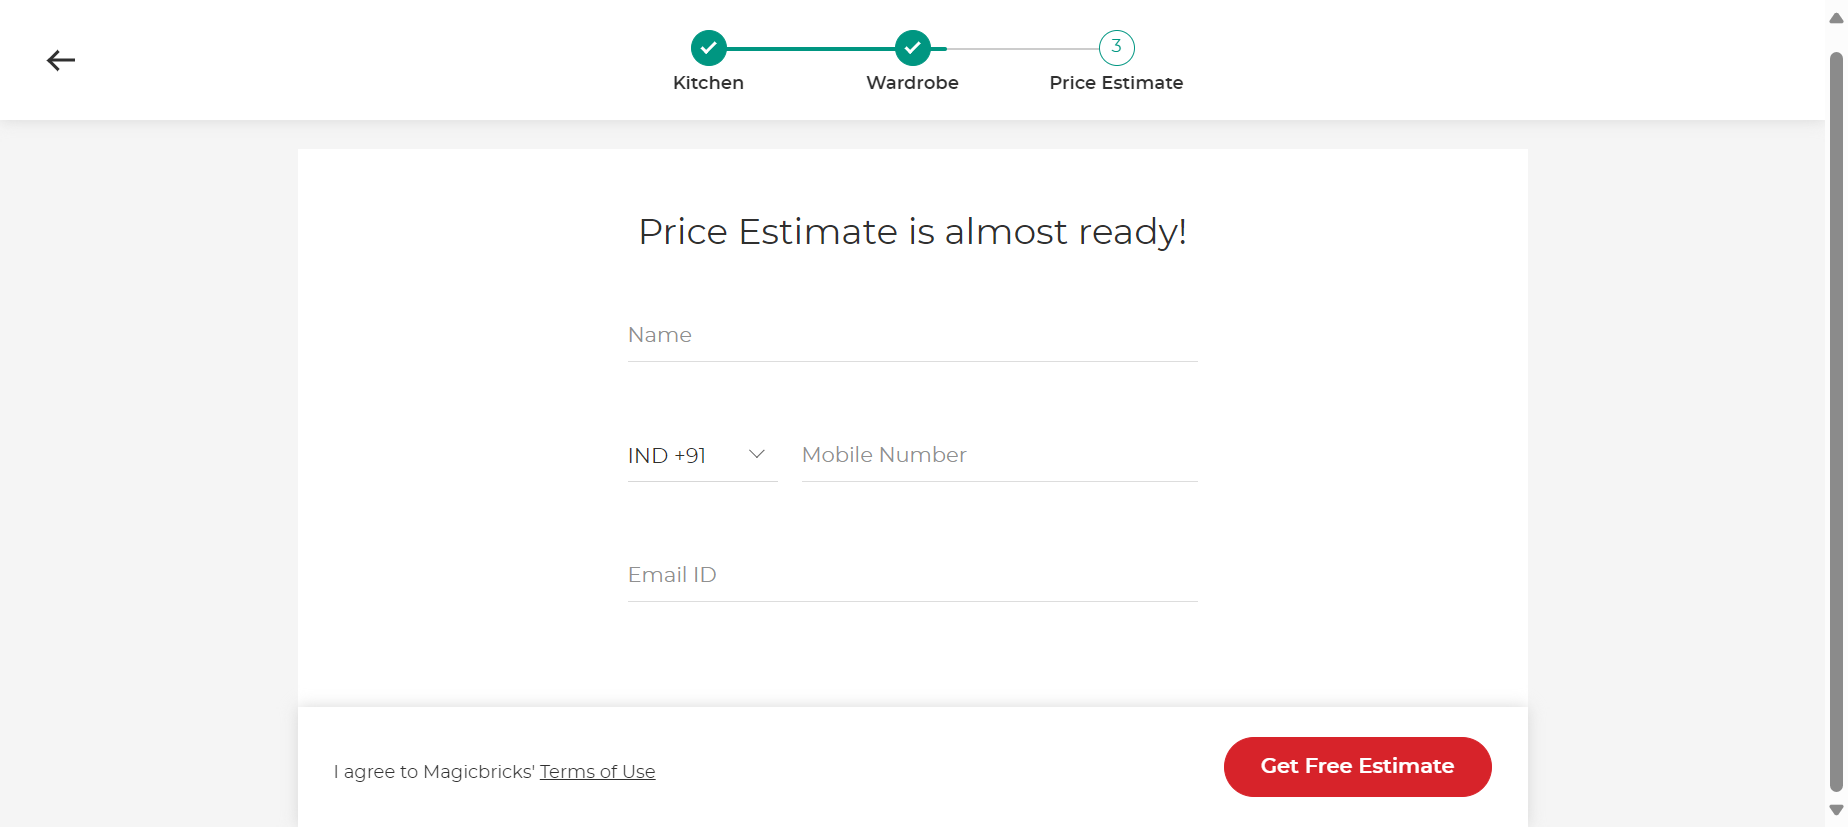 Kitchen
Wardrobe
3
Price Estimate
Price Estimate is almost ready!
Name
IND +91
Mobile Number
Email ID
I agree to Magicbricks' Terms of Use
Get Free Estimate